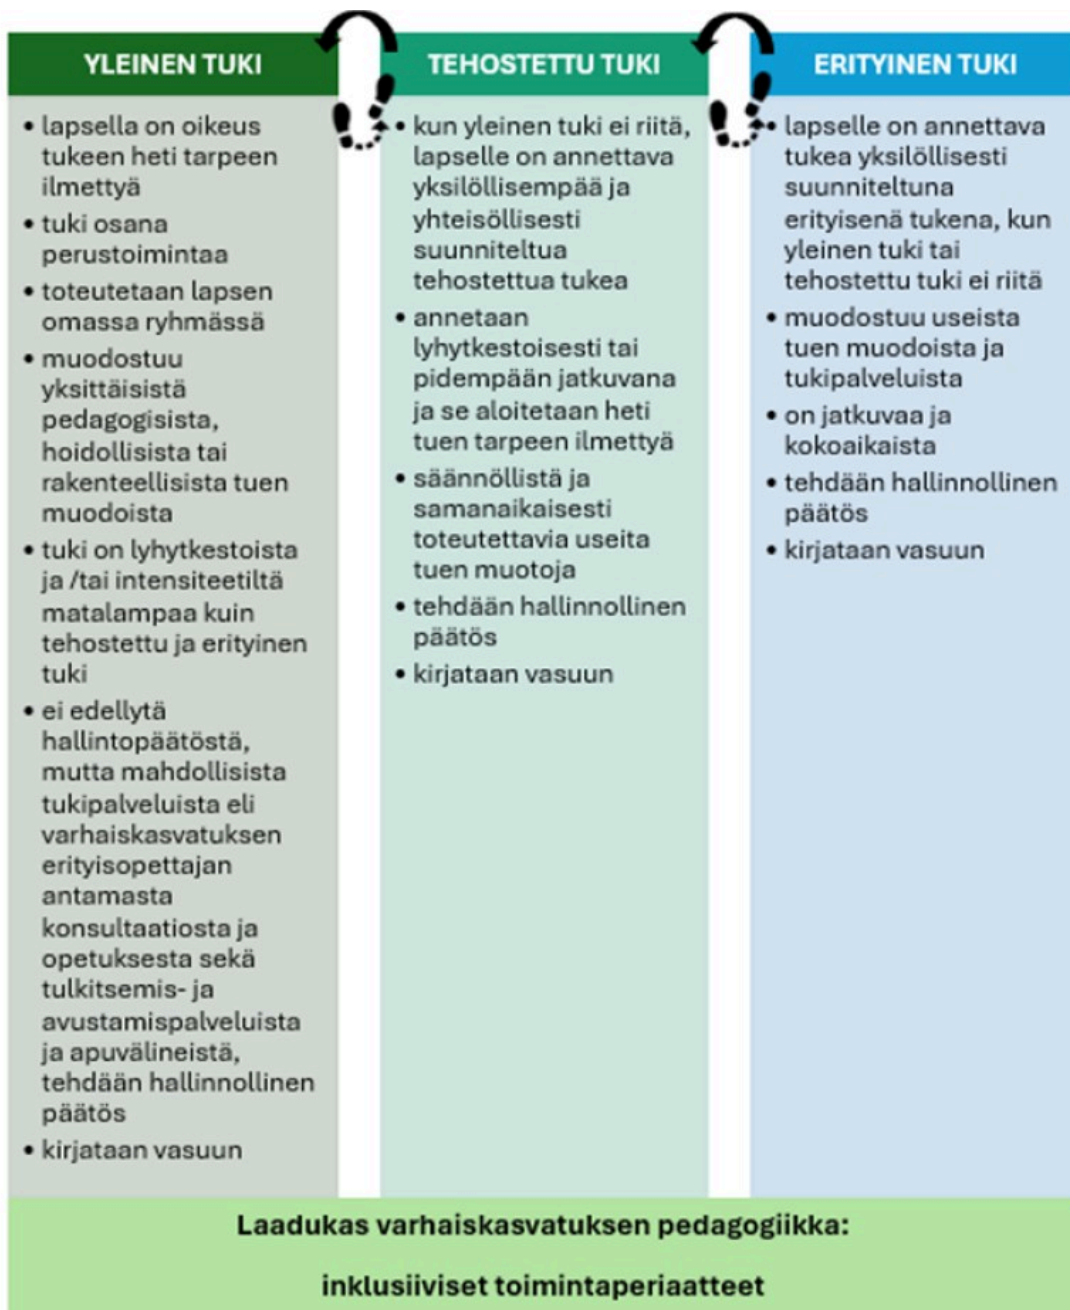 YLEINEN TUKI
• lapsella on oikeus
tukeen heti tarpeen
ilmettyä
• tuki osana
perustoimintaa
• toteutetaan lapsen
omassa ryhmässä
• muodostuu
yksittäisistä
pedagogisista,
hoidollisista tai
rakenteellisista tuen
muodoista
• tuki on lyhytkestoista
ja /tai intensiteetiltä
matalampaa kuin
tehostettu ja erityinen
tuki
• ei edellytä
hallintopäätöstä,
mutta mahdollisista
tukipalveluista eli
varhaiskasvatuksen
erityisopettajan
antamasta
konsultaatiosta ja
opetuksesta sekä
tulkitsemis- ja
avustamispalveluista
ja apuvälineistä,
tehdään hallinnollinen
päätös
• kirjataan vasuun
TEHOSTETTU TUKI
• kun yleinen tuki ei riitä,
lapselle on annettava
yksilöllisempää ja
yhteisöllisesti
suunniteltua
tehostettua tukea
• annetaan
lyhytkestoisesti tai
pidempään jatkuvana
ja se aloitetaan heti
tuen tarpeen ilmettyä
• säännöllistä ja
samanaikaisesti
toteutettavia useita
tuen muotoja
• tehdään hallinnollinen
päätös
• kirjataan vasuun
ERITYINEN TUKI
• lapselle on annettava
tukea yksilöllisesti
suunniteltuna
erityisenä tukena, kun
yleinen tuki tai
tehostettu tuki ei riitä
• muodostuu useista
tuen muodoista ja
tukipalveluista
• on jatkuvaa ja
kokoaikaista
• tehdään hallinnollinen
päätös
• kirjataan vasuun
Laadukas varhaiskasvatuksen pedagogiikka:
inklusiiviset toimintaperiaatteet